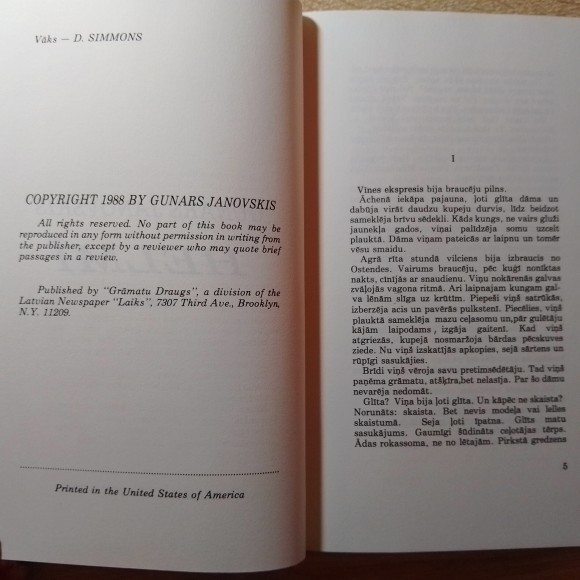 Vāks — D. SIMMONS
COPYRIGHT 1988 BY GUNARS JANOVSKIS
All rights reserved. No part of this book may be
reproduced in any form without permission in writing from
the publisher, except by a reviewer who may quote brief
passages in a review.
Published by "Grāmatu Draugs", a division of the
Latvian Newspaper "Laiks", 7307 Third Ave., Brooklyn,
N.Y. 11209.
Printed in the United States of America
I
Vīnes ekspresis bija braucēju pilns.
Āchenā iekāpa pajauna, ļoti glīta dāma un
dabūja virāt daudzu kupeju durvis, līdz beidzot
sameklēja brīvu sēdekli. Kāds kungs, ne vairs gluži
jaunekļa gados, viņai palīdzēja somu uzcelt
plauktā. Dāma viņam pateicās ar laipnu un tomēr
vēsu smaidu.
Agrā rīta stundā vilciens bija izbraucis no
Ostendes. Vairums braucēju, pēc kuģī nomīktas
nakts, cīnījās ar snaudienu. Viņu nokārenās galvas
zvāļojās vagona ritmā. Arī laipnajam kungam gal-
va lēnām slīga uz krūtīm. Piepeši viņš satrūkās,
izberzēja acis un pavērās pulkstenī. Piecēlies, viņš
plauktā sameklēja mazu ceļasomu un,pār gulētāju
kājām laipodams, izgāja gaitenī. Kad viņš
atgriezās, kupejā nosmaržoja bārdas pēcskuves
ziede. Nu viņš izskatījās apkopies, sejā sārtens un
rūpīgi sasukājies.
Brīdi viņš vēroja savu pretimsēdētāju. Tad viņš
paņēma grāmatu, atšķīra,bet nelasīja. Par šo dāmu
nevarēja nedomāt.
Glīta? Viņa bija ļoti glīta. Un kāpēc ne skaista?
Norunāts: skaista. Bet nevis modeļa vai lelles
skaistumā. Seja ļoti īpatna. Glīts matu
sasukājums. Gaumīgi šūdināts ceļotājas tērps.
Ādas rokassoma, ne no lētajām. Pirkstā gredzens
5